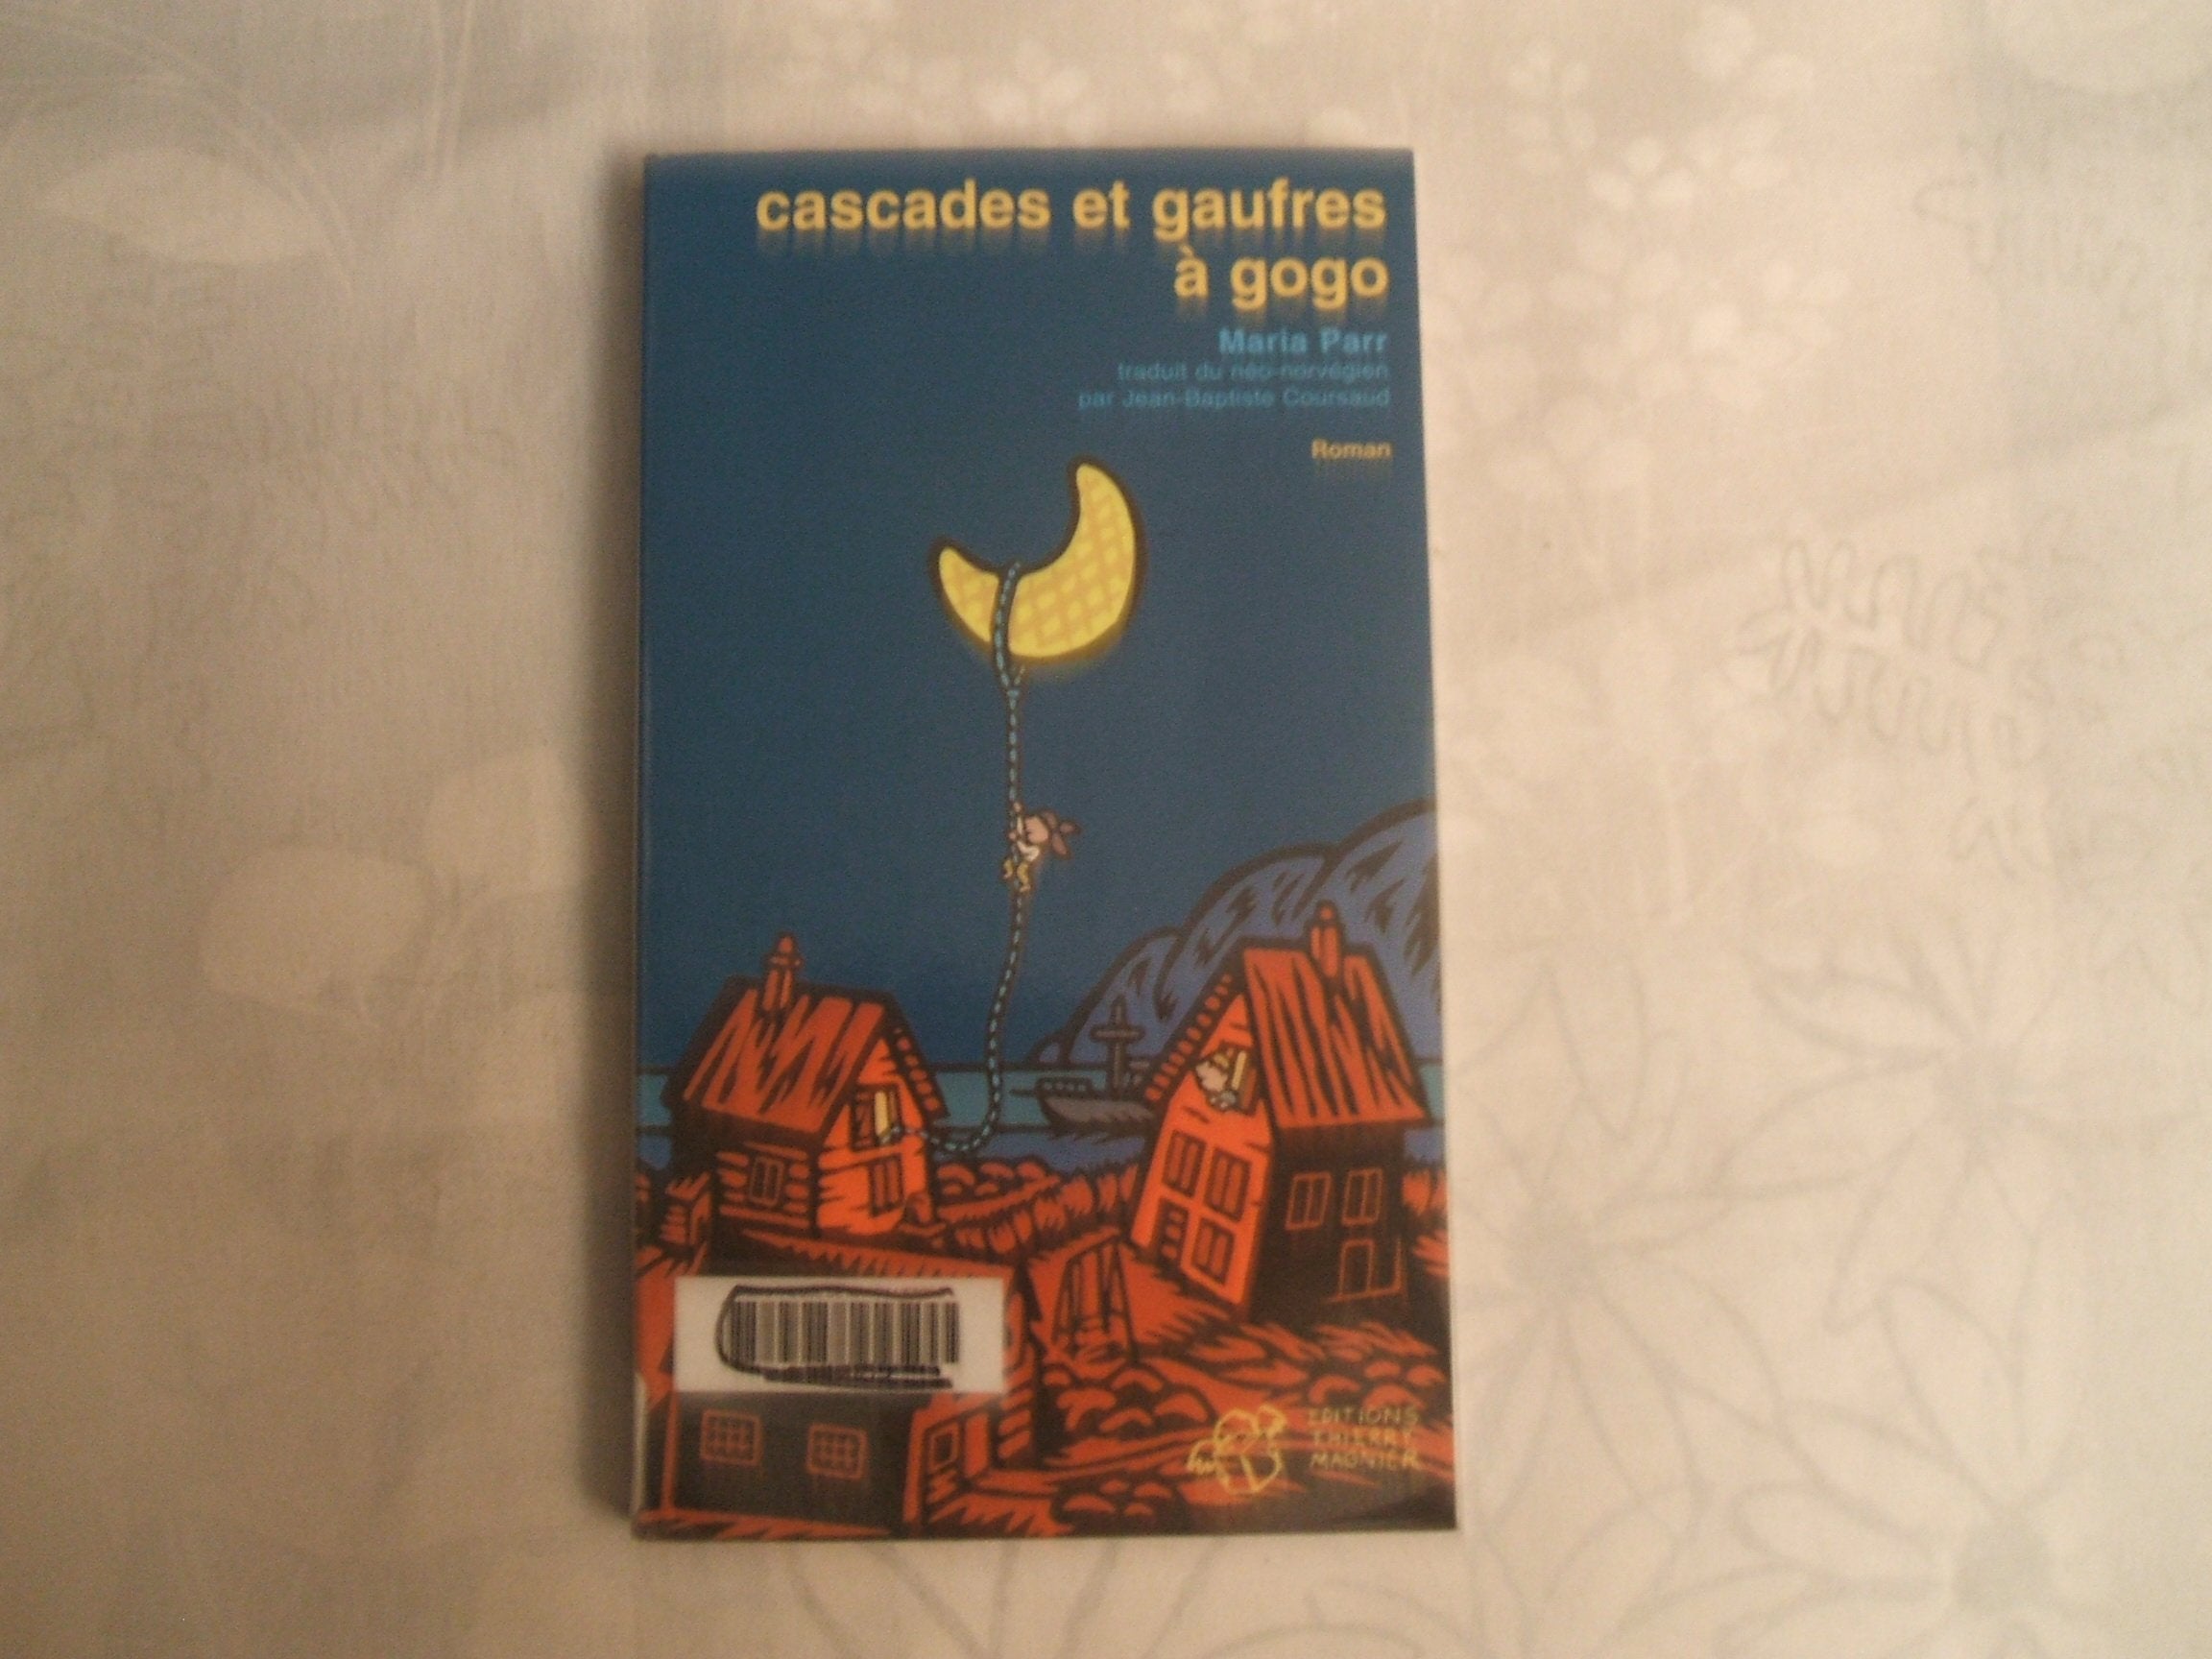 cascades et gaufres
à gogo
Maria Parr
traduit du néo-norvégien
par Jean-Baptiste Coursaud
Roman
EDITIONS
THIERRY
MAGNIER